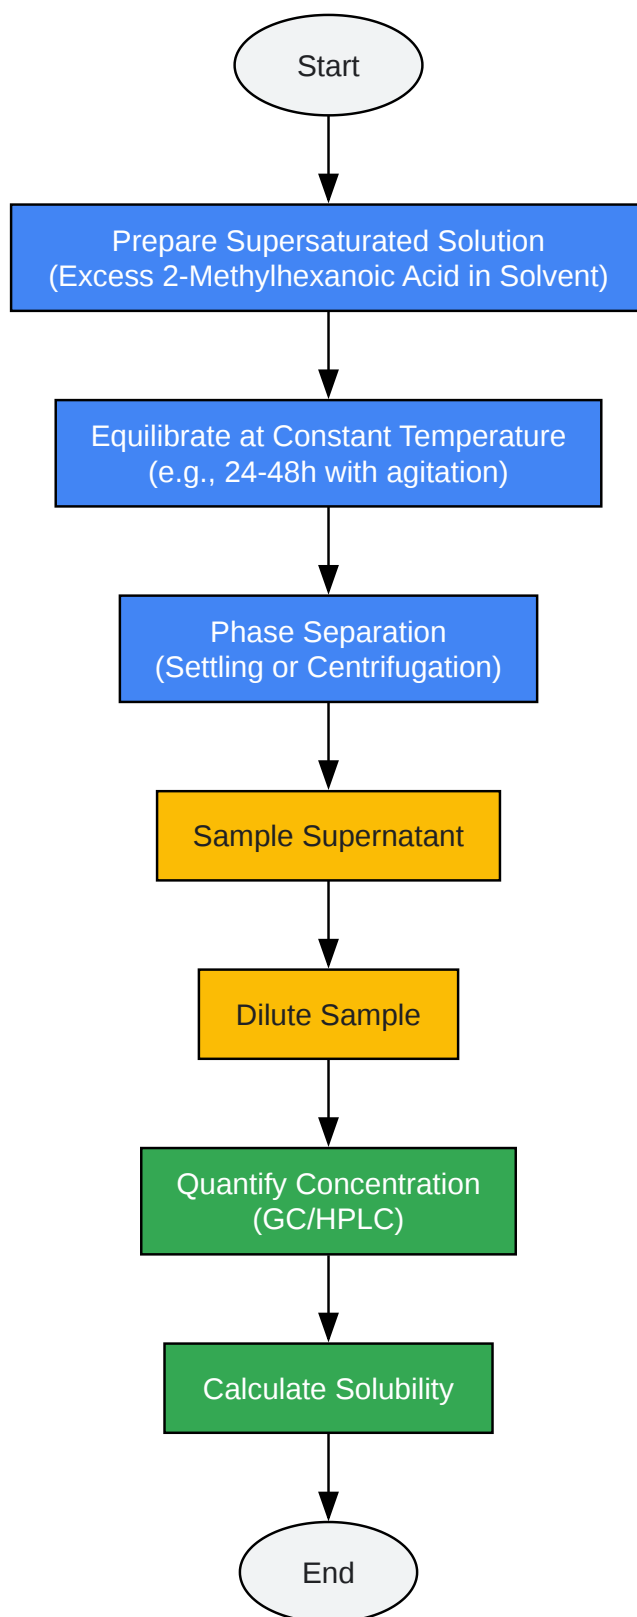 Start
Prepare Supersaturated Solution
(Excess 2-Methylhexanoic Acid in Solvent)
Equilibrate at Constant Temperature
(e.g., 24-48h with agitation)
Phase Separation
(Settling or Centrifugation)
Sample Supernatant
Dilute Sample
Quantify Concentration
(GC/HPLC)
Calculate Solubility
End